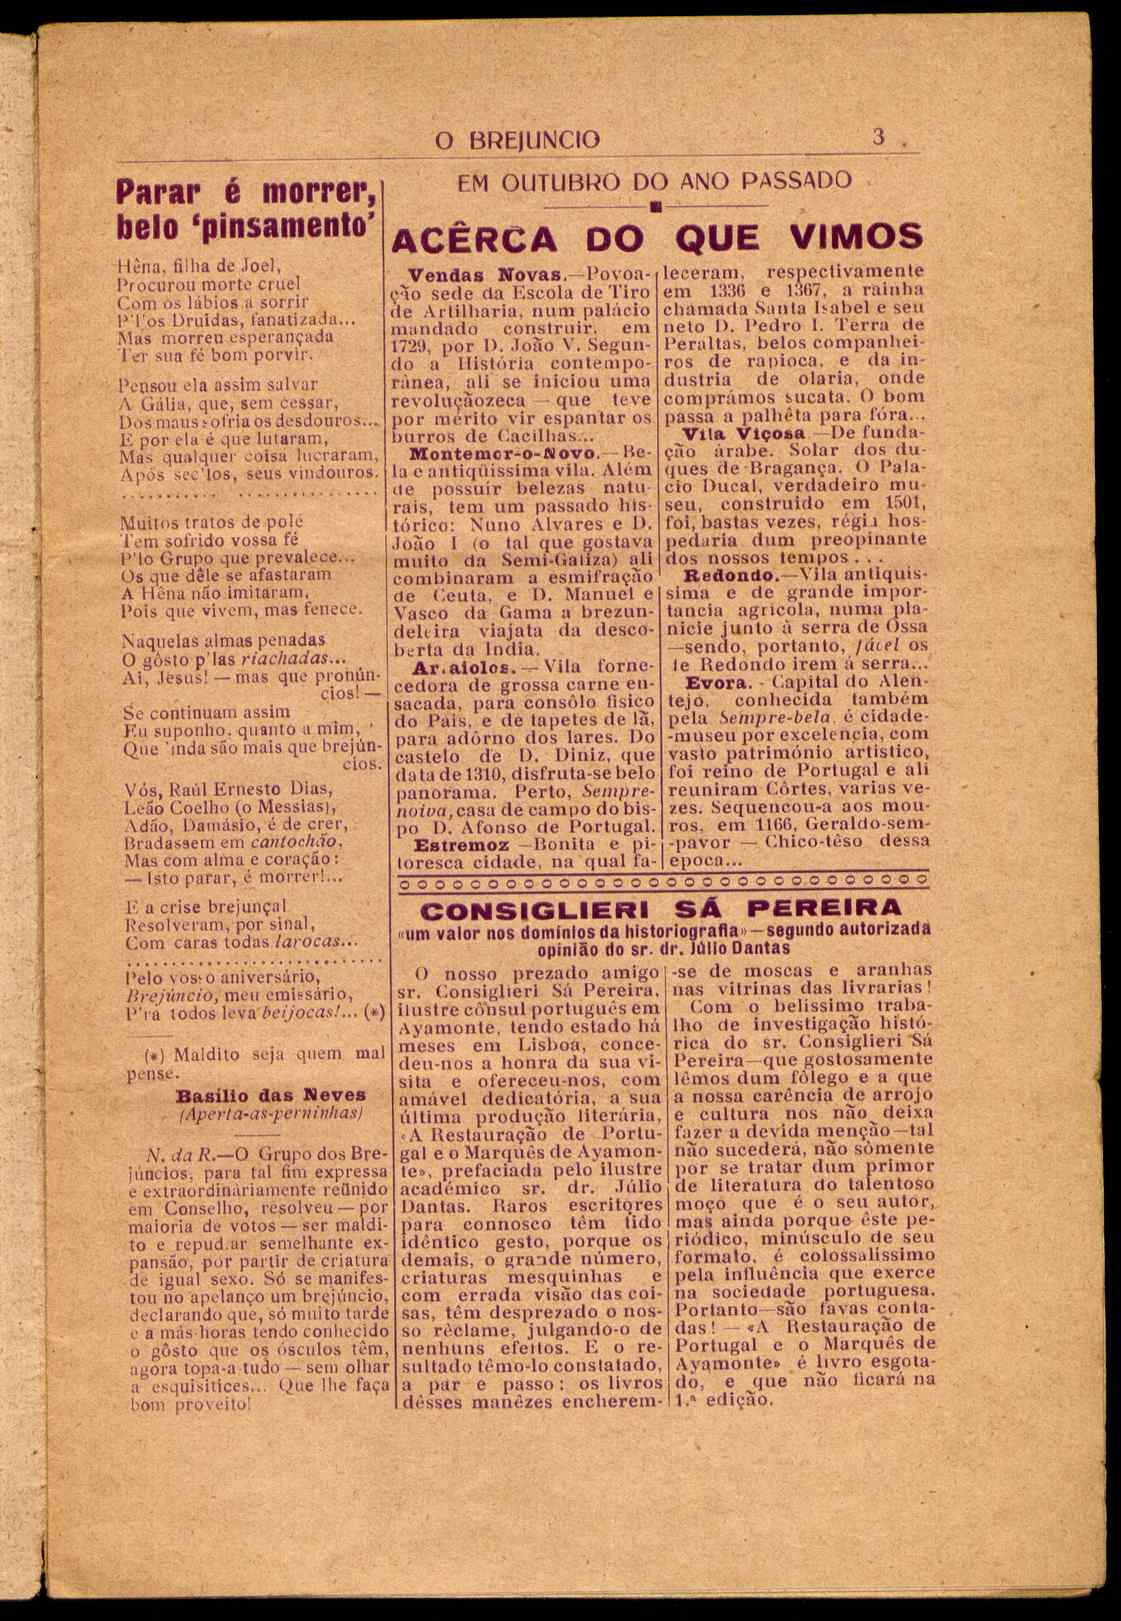 O BREJUNCIO
3
Parar é morrer,
belo ‘pinsamento’
Hêna, filha de Joel,
Procurou morte cruel
Com os lábios a sorrir
P'los Druidas, fanatizada...
Mas morreu esperançada
Ter sua fé bom porvir.
Pensou ela assim salvar
A Gália, que, sem cessar,
Dos maus sofria os desdouros...
E por ela é que lutaram,
Mas qualquer coisa lucraram,
Após sec'los, seus vindouros.
Muitos tratos de polé
Tem sofrido vossa fé
P'lo Grupo que prevalece...
Os que dêle se afastaram
A Hêna não imitaram,
Pois que vivem, mas fenece.
Naquelas almas penadas
O gôsto p'las riachadas...
Ai, Jesus! — mas que pronún-
cios! —
Se continuam assim
Eu suponho, quanto a mim,
Que 'inda são mais que brejún-
cios.
Vós, Raúl Ernesto Dias,
Leão Coelho (o Messias),
Adão, Damásio, é de crer,
Bradassem em cantochão,
Mas com alma e coração:
— Isto parar, é morrer!...
E a crise brejunçal
Resolveram, por sinal,
Com caras todas larocas...
Pelo vosso aniversário,
Brejúncio, meu emissário,
P'ra todos leva beijocas!... (*)
(*) Maldito seja quem mal
pense.
Basílio das Neves
(Aperta-as-perninhas)
N. da R.—O Grupo dos Bre-
júncios, para tal fim expressa
e extraordináriamente reünido
em Conselho, resolveu — por
maioria de votos — ser maldi-
to e repudiar semelhante ex-
pansão, por partir de criatura
de igual sexo. Só se manifes-
tou no apelanço um brejúncio,
declarando que, só muito tarde
e a más-horas tendo conhecido
o gôsto que os ósculos têm,
agora topa-a tudo — sem olhar
a esquisitices... Que lhe faça
bom proveito!
EM OUTUBRO DO ANO PASSADO
ACÊRCA DO QUE VIMOS
Vendas Novas.—Povoa-
ção sede da Escola de Tiro
de Artilharia, num palácio
mandado construir, em
1729, por D. João V. Segun-
do a História contempo-
rânea, ali se iniciou uma
revoluçãozeca — que teve
por mérito vir espantar os
burros de Cacilhas...
Montemor-o-Novo.—Be-
la e antiqüissima vila. Além
de possuir belezas natu-
rais, tem um passado his-
tórico: Nuno Alvares e D.
João I (o tal que gostava
muito da Semi-Galiza) ali
combinaram a esmifração
de Ceuta, e D. Manuel e
Vasco da Gama a brezun-
deleira viajata da desco-
berta da India.
Arraiolos.—Vila forne-
cedora de grossa carne en-
sacada, para consôlo fisico
do País, e de tapetes de lã,
para adôrno dos lares. Do
castelo de D. Diniz, que
data de 1310, disfruta-se belo
panorama. Perto, Sempre-
noiva, casa de campo do bis-
po D. Afonso de Portugal.
Estremoz —Bonita e pi-
toresca cidade, na qual fa-
leceram, respectivamente
em 1336 e 1367, a rainha
chamada Santa Isabel e seu
neto D. Pedro I. Terra de
Peraltas, belos companhei-
ros de rapioca, e da in-
dustria de olaria, onde
comprámos sucata. O bom
passa a palhêta para fóra...
Vila Viçosa.—De funda-
ção árabe. Solar dos du-
ques de Bragança. O Pala-
cio Ducal, verdadeiro mu-
seu, construido em 1501,
foi, bastas vezes, régia hos-
pedaria dum preopinante
dos nossos tempos...
Redondo.—Vila antiquis-
sima e de grande impor-
tancia agricola, numa pla-
nicie junto à serra de Ossa
—sendo, portanto, fácel os
de Redondo irem á serra...
Evora. - Capital do Alen-
tejo, conhecida também
pela Sempre-bela, é cidade-
-museu por excelencia, com
vasto património artistico,
foi reino de Portugal e ali
reuniram Côrtes, varias ve-
zes. Sequencou-a aos mou-
ros, em 1166, Geraldo-sem-
-pavor — Chico-têso dessa
epoca...
CONSIGLIERI SÁ PEREIRA
«um valor nos domínios da historiografia»—segundo autorizada
opinião do sr. dr. Júlio Dantas
O nosso prezado amigo
sr. Consiglieri Sá Pereira,
ilustre cônsul português em
Ayamonte, tendo estado há
meses em Lisboa, conce-
deu-nos a honra da sua vi-
sita e ofereceu-nos, com
amável dedicatória, a sua
última produção literária,
«A Restauração de Portu-
gal e o Marquês de Ayamon-
te», prefaciada pelo ilustre
académico sr. dr. Júlio
Dantas. Raros escritores
para connosco têm tido
idêntico gesto, porque os
demais, o grande número,
criaturas mesquinhas e
com errada visão das coi-
sas, têm desprezado o nos-
so réclame, julgando-o de
nenhuns efeitos. E o re-
sultado têmo-lo constatado,
a par e passo: os livros
dêsses manêzes encherem-
-se de moscas e aranhas
nas vitrinas das livrarias!
Com o belíssimo traba-
lho de investigação histó-
rica do sr. Consiglieri Sá
Pereira—que gostosamente
lêmos dum fôlego e a que
a nossa carência de arrojo
e cultura nos não deixa
fazer a devida menção—tal
não sucederá, não sómente
por se tratar dum primor
de literatura do talentoso
moço que é o seu autor,
mas ainda porque êste pe-
riódico, minúsculo de seu
formato, é colossalíssimo
pela influência que exerce
na sociedade portuguesa.
Portanto—são favas conta-
das! — «A Restauração de
Portugal e o Marquês de
Ayamonte» é livro esgota-
do, e que não ficará na
1.ª edição.